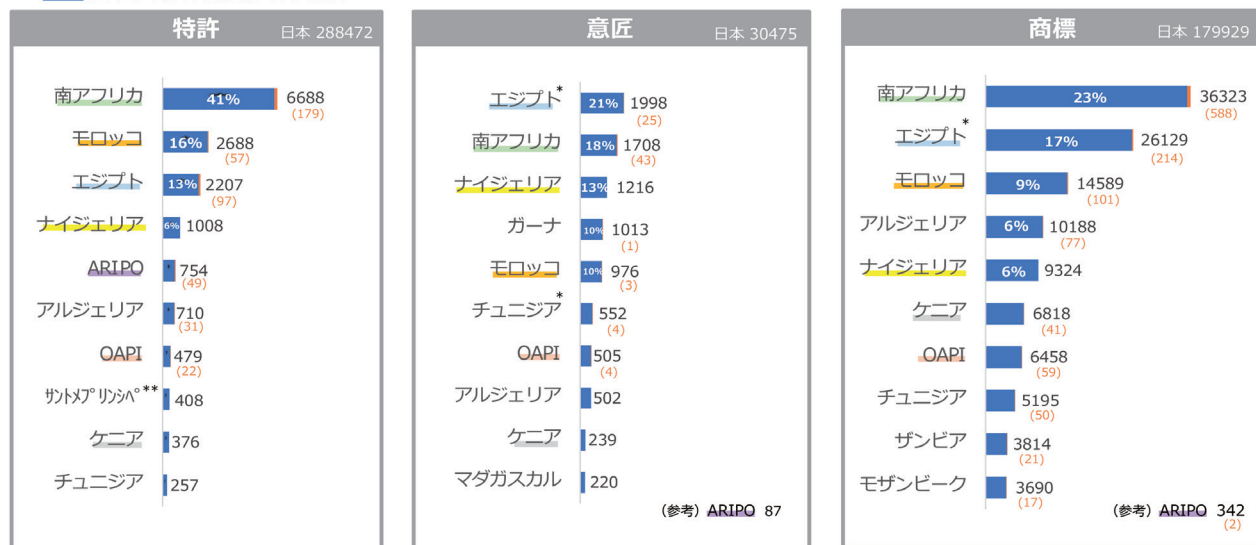 特許 日本 288472
南アフリカ 41% 6688
(179)
モロッコ 16% 2688
(57)
エジプト 13% 2207
(97)
ナイジェリア 6% 1008
ARIPO 754
(49)
アルジェリア 710
(31)
OAPI 479
(22)
サントメプリンシペ** 408
ケニア 376
チュニジア 257
意匠 日本 30475
エジプト* 21% 1998
(25)
南アフリカ 18% 1708
(43)
ナイジェリア 13% 1216
ガーナ 10% 1013
(1)
モロッコ 10% 976
(3)
チュニジア* 552
(4)
OAPI 505
(4)
アルジェリア 502
ケニア 239
マダガスカル 220
(参考) ARIPO 87
商標 日本 179929
南アフリカ 23% 36323
(588)
エジプト* 17% 26129
(214)
モロッコ 9% 14589
(101)
アルジェリア 6% 10188
(77)
ナイジェリア 6% 9324
ケニア 6818
(41)
OAPI 6458
(59)
チュニジア 5195
(50)
ザンビア 3814
(21)
モザンビーク 3690
(17)
(参考) ARIPO 342
(2)